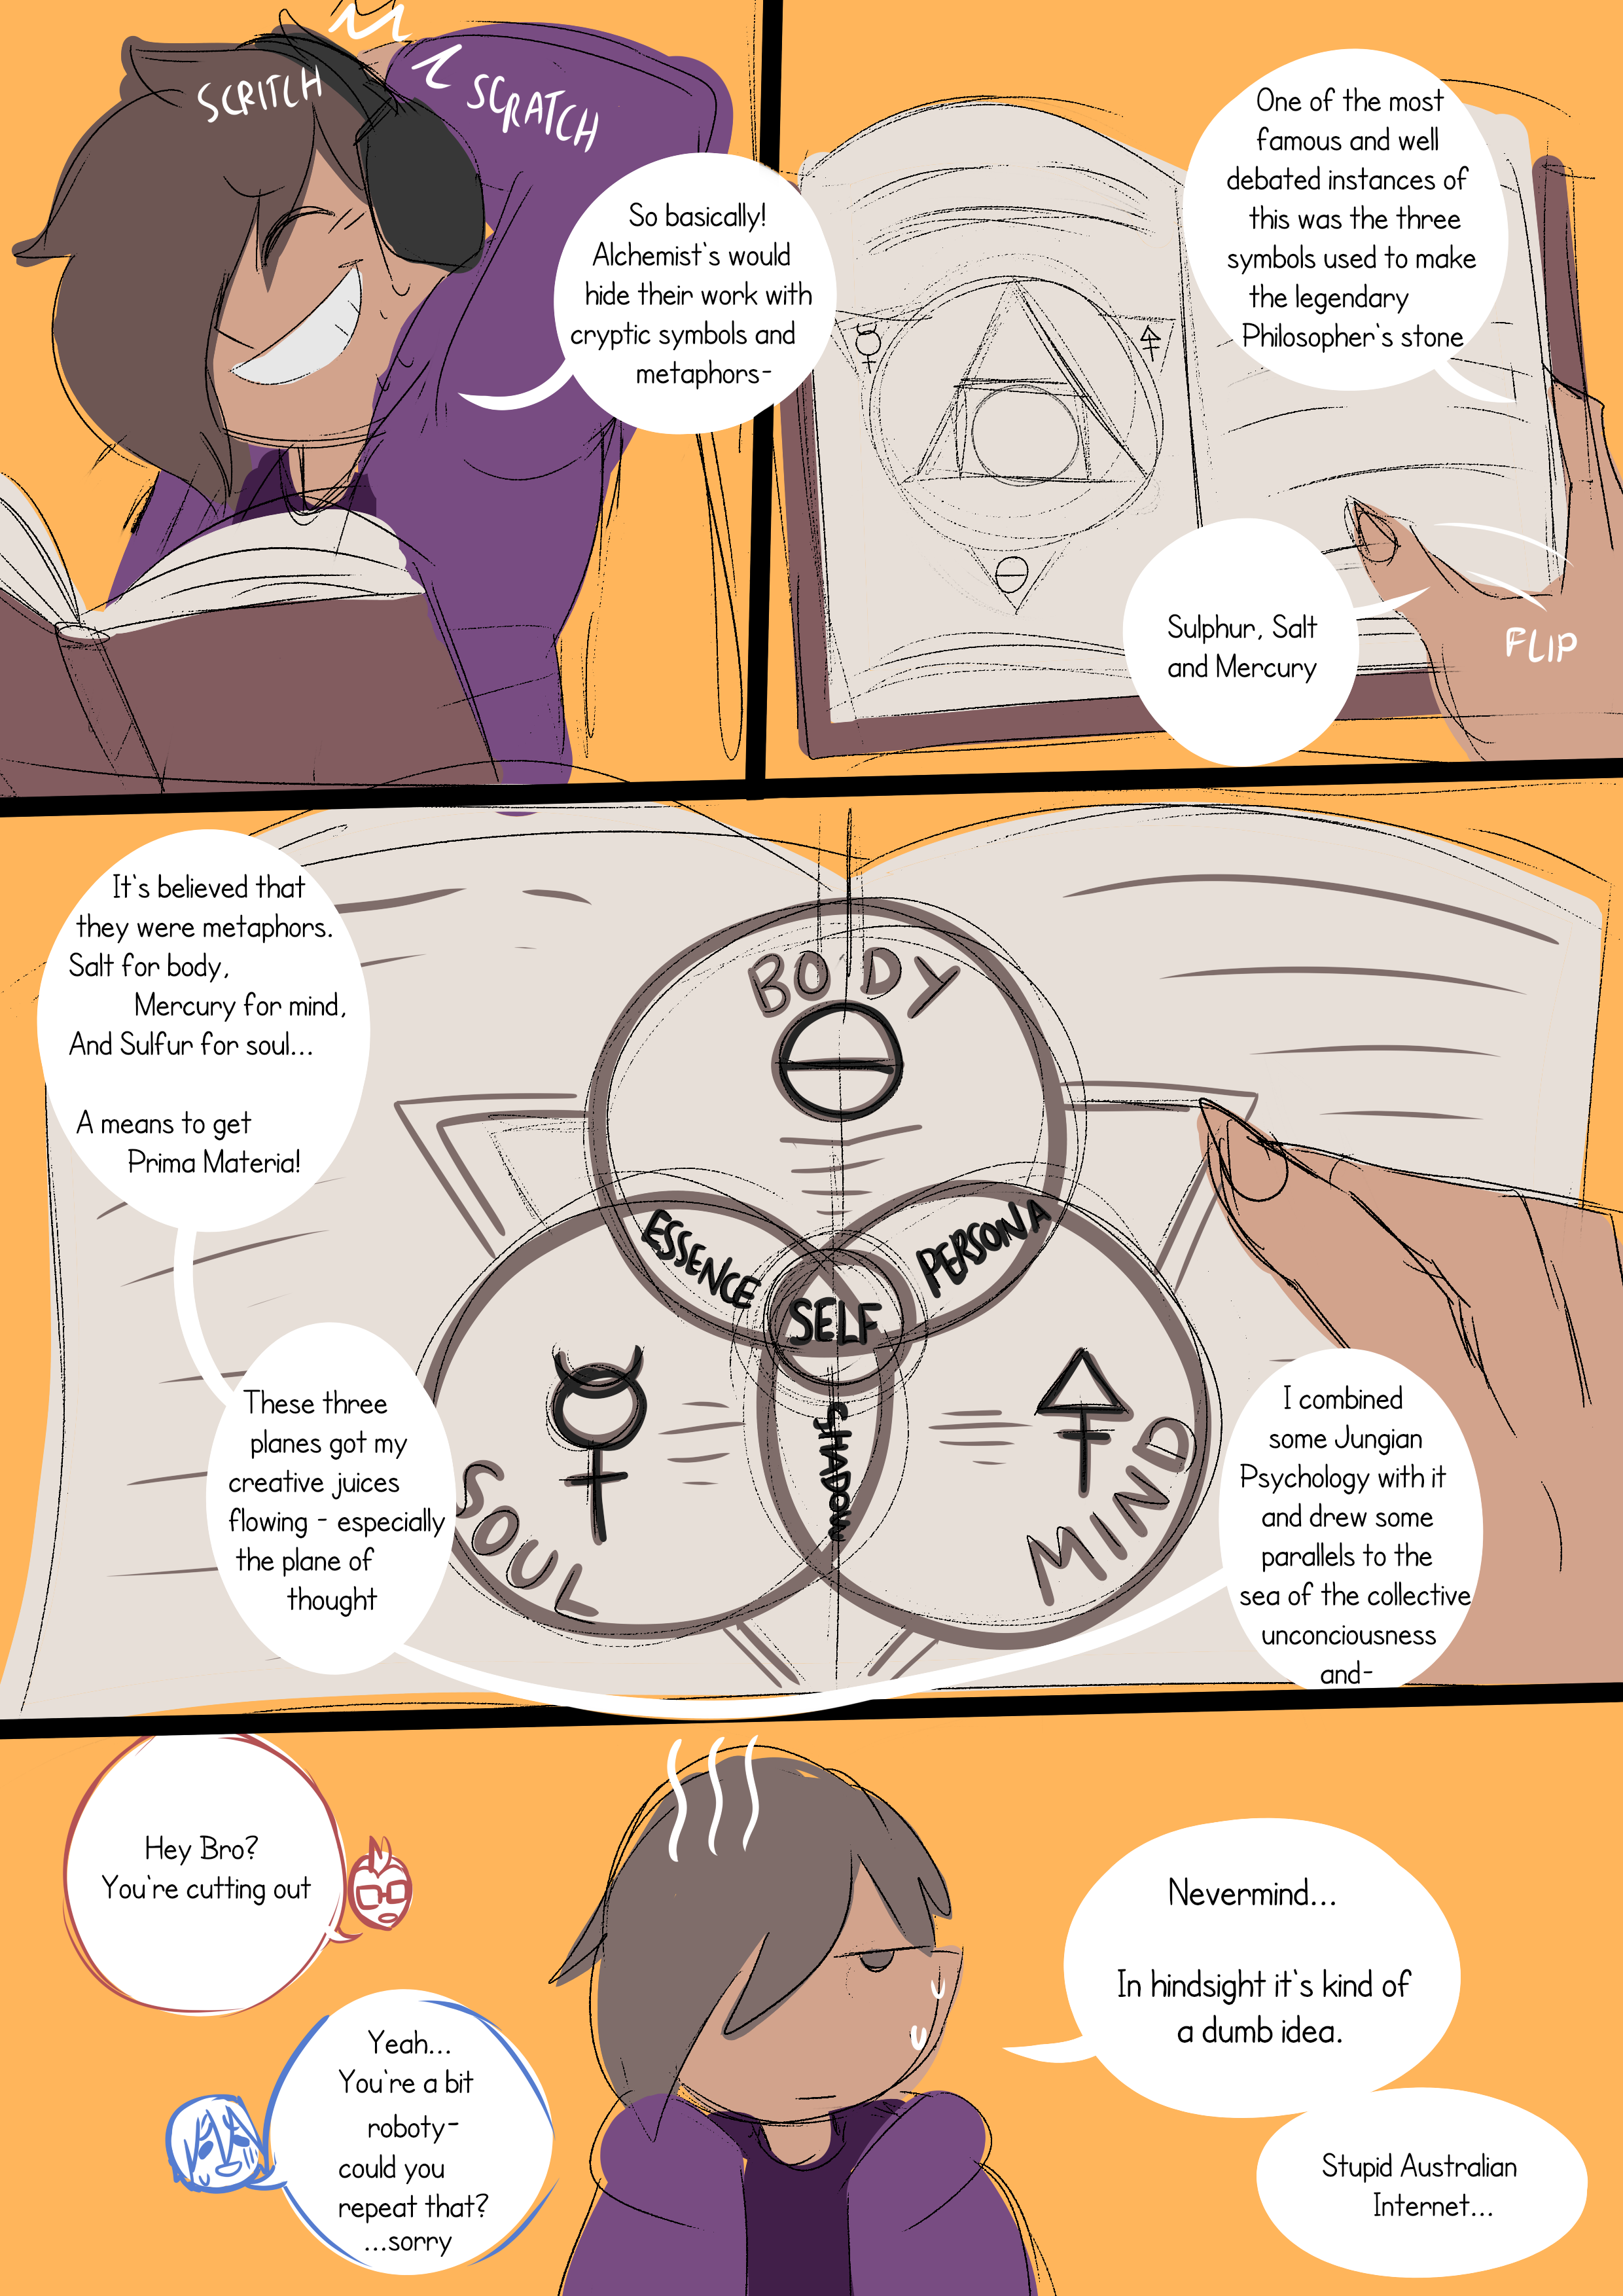 SCRITCH
SCRATCH
So basically!
Alchemist's would
hide their work with
cryptic symbols and
metaphors-
One of the most
famous and well
debated instances of
this was the three
symbols used to make
the legendary
Philosopher's stone
Sulphur, Salt
and Mercury
FLIP
It's believed that
they were metaphors.
Salt for body,
Mercury for mind,
And Sulfur for soul...
A means to get
Prima Materia!
BODY
ESSENCE
PERSONA
SELF
SHADOW
SOUL
MIND
These three
planes got my
creative juices
flowing - especially
the plane of
thought
I combined
some Jungian
Psychology with it
and drew some
parallels to the
sea of the collective
unconciousness
and-
Hey Bro?
You're cutting out
Yeah...
You're a bit
roboty-
could you
repeat that?
...sorry
Nevermind...
In hindsight it's kind of
a dumb idea.
Stupid Australian
Internet...